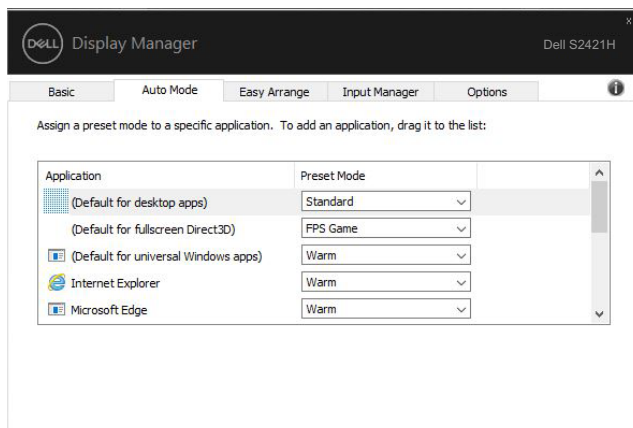 DELL Display Manager
Dell S2421H
Basic Auto Mode Easy Arrange Input Manager Options
Assign a preset mode to a specific application. To add an application, drag it to the list:
Application Preset Mode
(Default for desktop apps) Standard
(Default for fullscreen Direct3D) FPS Game
(Default for universal Windows apps) Warm
Internet Explorer Warm
Microsoft Edge Warm